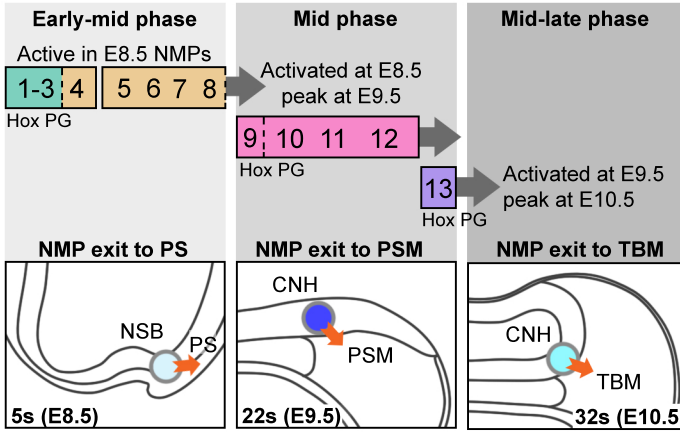 Early-mid phase
Mid phase
Mid-late phase
Active in E8.5 NMPs
1-3 4 5 6 7 8
Hox PG
Activated at E8.5
peak at E9.5
9 10 11 12
Hox PG
13
Hox PG
Activated at E9.5
peak at E10.5
NMP exit to PS
NMP exit to PSM
NMP exit to TBM
NSB
PS
5s (E8.5)
CNH
PSM
22s (E9.5)
CNH
TBM
32s (E10.5